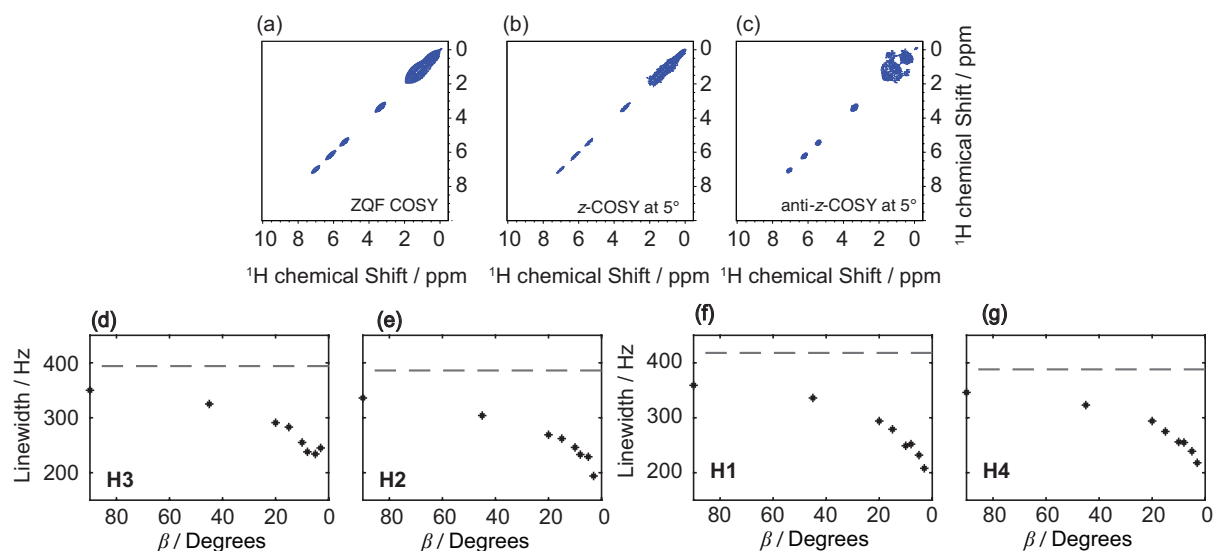 (a)
(b)
(c)
0
2
4
6
8
ZQF COSY
10 8 6 4 2 0
¹H chemical Shift / ppm
0
2
4
6
8
z-COSY at 5°
10 8 6 4 2 0
¹H chemical Shift / ppm
0
2
4
6
8
anti-z-COSY at 5°
10 8 6 4 2 0
¹H chemical Shift / ppm
¹H chemical Shift / ppm
(d)
(e)
(f)
(g)
Linewidth / Hz
400
300
200
H3
80 60 40 20 0
β / Degrees
H2
80 60 40 20 0
β / Degrees
Linewidth / Hz
400
300
200
H1
80 60 40 20 0
β / Degrees
H4
80 60 40 20 0
β / Degrees